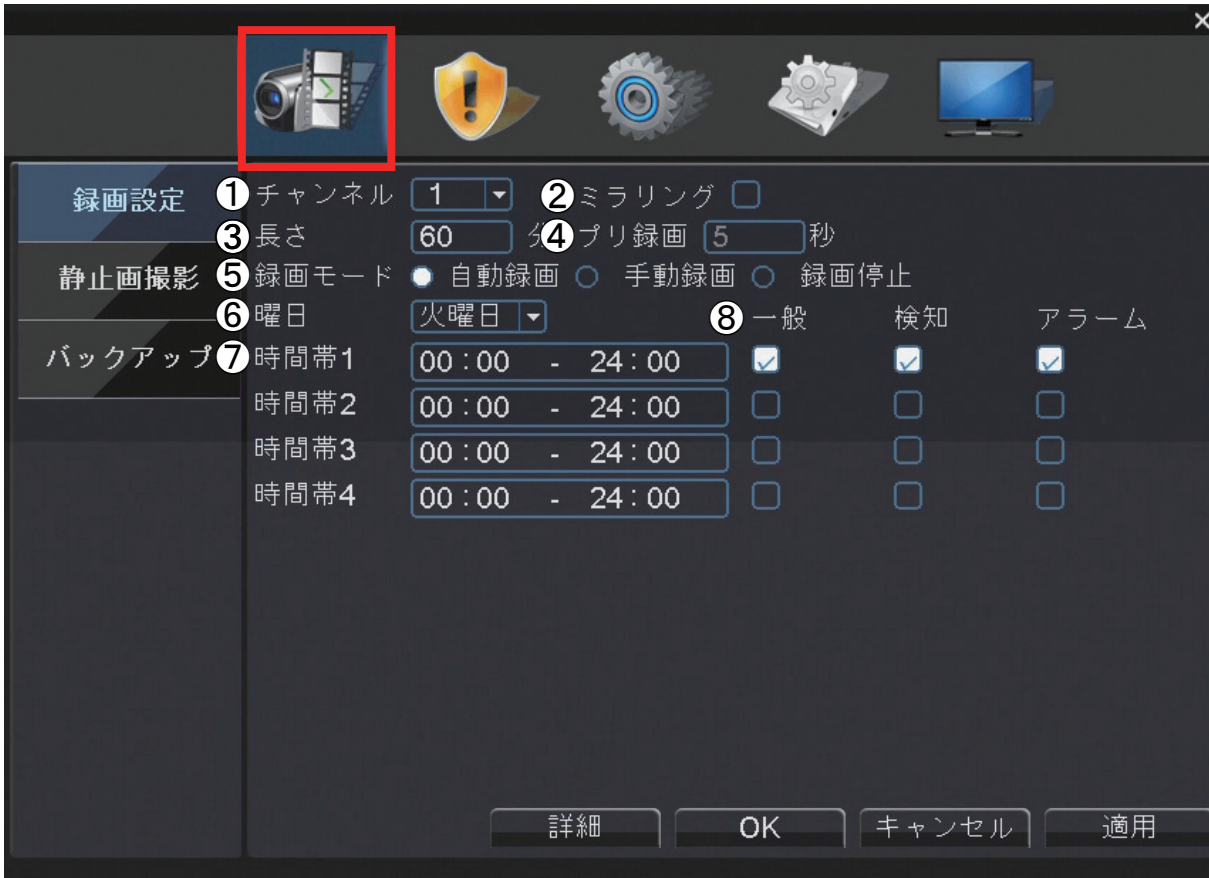 録画設定
静止画撮影
バックアップ
①チャンネル 1 ②ミラリング
③長さ 60 分 ④プリ録画 5 秒
⑤録画モード 自動録画 手動録画 録画停止
⑥曜日 火曜日 ⑧一般 検知 アラーム
⑦時間帯1 00:00 - 24:00
時間帯2 00:00 - 24:00
時間帯3 00:00 - 24:00
時間帯4 00:00 - 24:00
詳細 OK キャンセル 適用